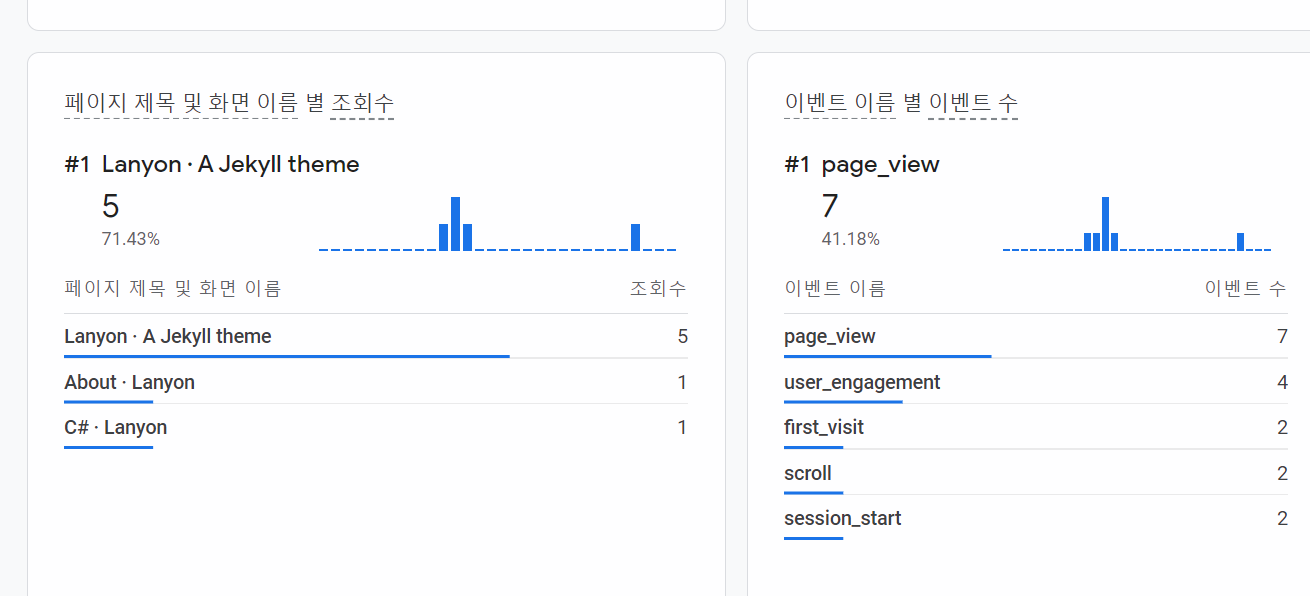 페이지 제목 및 화면 이름 별 조회수
#1 Lanyon · A Jekyll theme
5
71.43%
페이지 제목 및 화면 이름 조회수
Lanyon · A Jekyll theme 5
About · Lanyon 1
C# · Lanyon 1
이벤트 이름 별 이벤트 수
#1 page_view
7
41.18%
이벤트 이름 이벤트 수
page_view 7
user_engagement 4
first_visit 2
scroll 2
session_start 2